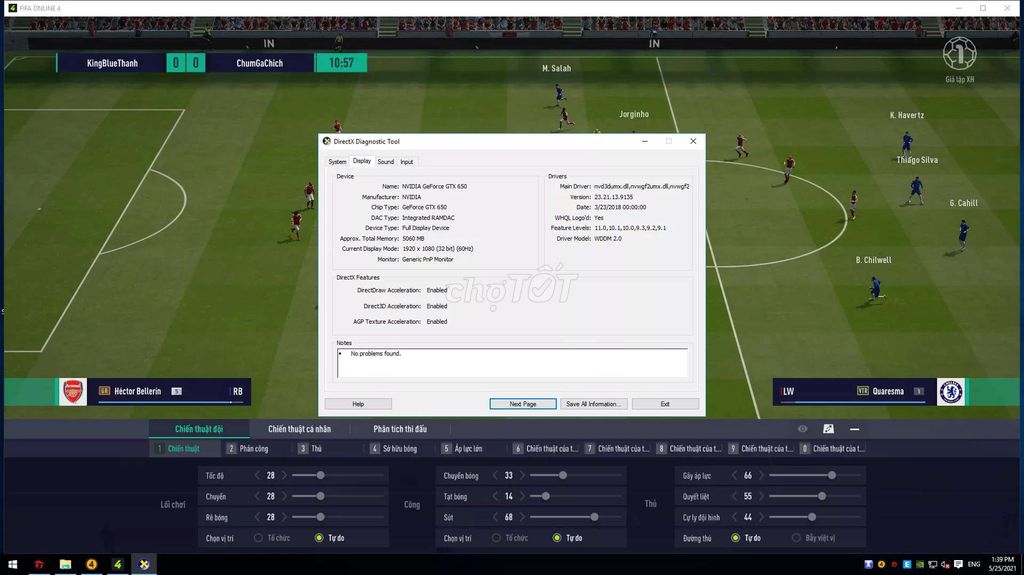 FIFA ONLINE 4
IN
IN
KingBlueThanh 0 0 ChumGaChich 10:57
1
Giả lập XH
M. Salah
Jorginho
K. Havertz
Thiago Silva
G. Cahill
B. Chilwell
DirectX Diagnostic Tool
System Display Sound Input
Device
Name: NVIDIA GeForce GTX 650
Manufacturer: NVIDIA
Chip Type: GeForce GTX 650
DAC Type: Integrated RAMDAC
Device Type: Full Display Device
Approx. Total Memory: 5060 MB
Current Display Mode: 1920 x 1080 (32 bit) (60Hz)
Monitor: Generic PnP Monitor
Drivers
Main Driver: nvd3dumx.dll,nvwgf2umx.dll,nvwgf2
Version: 23.21.13.9135
Date: 3/23/2018 00:00:00
WHQL Logo'd: Yes
Feature Levels: 11.0,10.1,10.0,9.3,9.2,9.1
Driver Model: WDDM 2.0
DirectX Features
DirectDraw Acceleration: Enabled
Direct3D Acceleration: Enabled
AGP Texture Acceleration: Enabled
chợTỐT
Notes
No problems found.
Help Next Page Save All Information... Exit
Arsenal
Héctor Bellerín 5 RB
LW VTR Quaresma 1
Chiến thuật đội Chiến thuật cá nhân Phân tích thi đấu
1 Chiến thuật 2 Phản công 3 Thủ 4 Sở hữu bóng 5 Áp lực lớn 6 Chiến thuật của t... 7 Chiến thuật của t... 8 Chiến thuật của t... 9 Chiến thuật của t... 0 Chiến thuật của t...
Lối chơi
Tốc độ 28
Chuyền 28
Rê bóng 28
Chọn vị trí Tổ chức Tự do
Công
Chuyền bóng 33
Tạt bóng 14
Sút 68
Chọn vị trí Tổ chức Tự do
Thủ
Gây áp lực 66
Quyết liệt 55
Cự ly đội hình 44
Đường thủ Tự do Bẫy việt vị
ENG
1:39 PM
5/25/2021